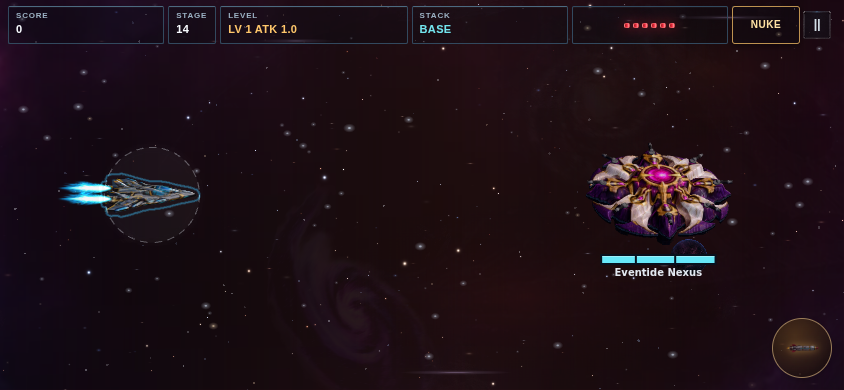 SCORE
0
STAGE
14
LEVEL
LV 1 ATK 1.0
STACK
BASE
NUKE
Eventide Nexus